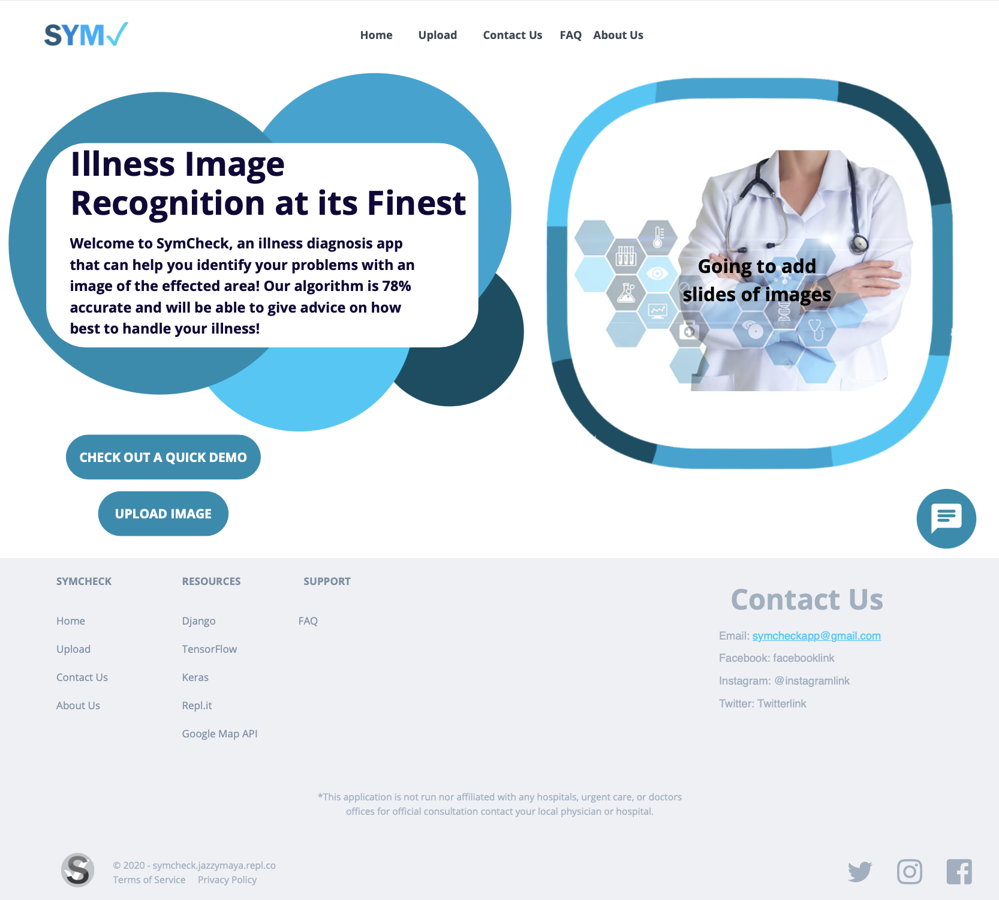 SYM
Home Upload Contact Us FAQ About Us
Illness Image
Recognition at its Finest
Welcome to SymCheck, an illness diagnosis app
that can help you identify your problems with an
image of the effected area! Our algorithm is 78%
accurate and will be able to give advice on how
best to handle your illness!
Going to add
slides of images
CHECK OUT A QUICK DEMO
UPLOAD IMAGE
SYMCHECK
Home
Upload
Contact Us
About Us
RESOURCES
Django
TensorFlow
Keras
Repl.it
Google Map API
SUPPORT
FAQ
Contact Us
Email: symcheckapp@gmail.com
Facebook: facebooklink
Instagram: @instagramlink
Twitter: Twitterlink
*This application is not run nor affiliated with any hospitals, urgent care, or doctors
offices for official consultation contact your local physician or hospital.
S
© 2020 - symcheck.jazzymaya.repl.co
Terms of Service Privacy Policy